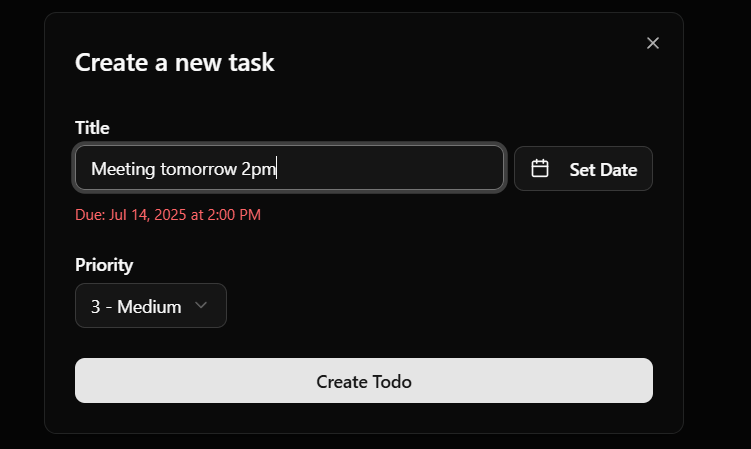 Create a new task
Title
Meeting tomorrow 2pm
Set Date
Due: Jul 14, 2025 at 2:00 PM
Priority
3 - Medium
Create Todo